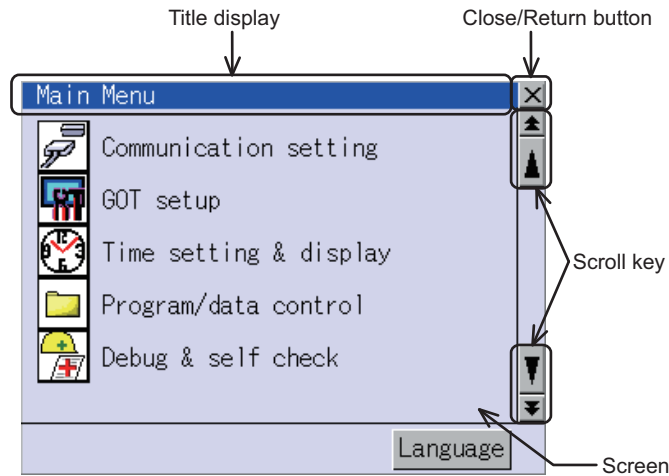 Title display
Close/Return button
Main Menu
Communication setting
GOT setup
Time setting & display
Scroll key
Program/data control
Debug & self check
Language
Screen